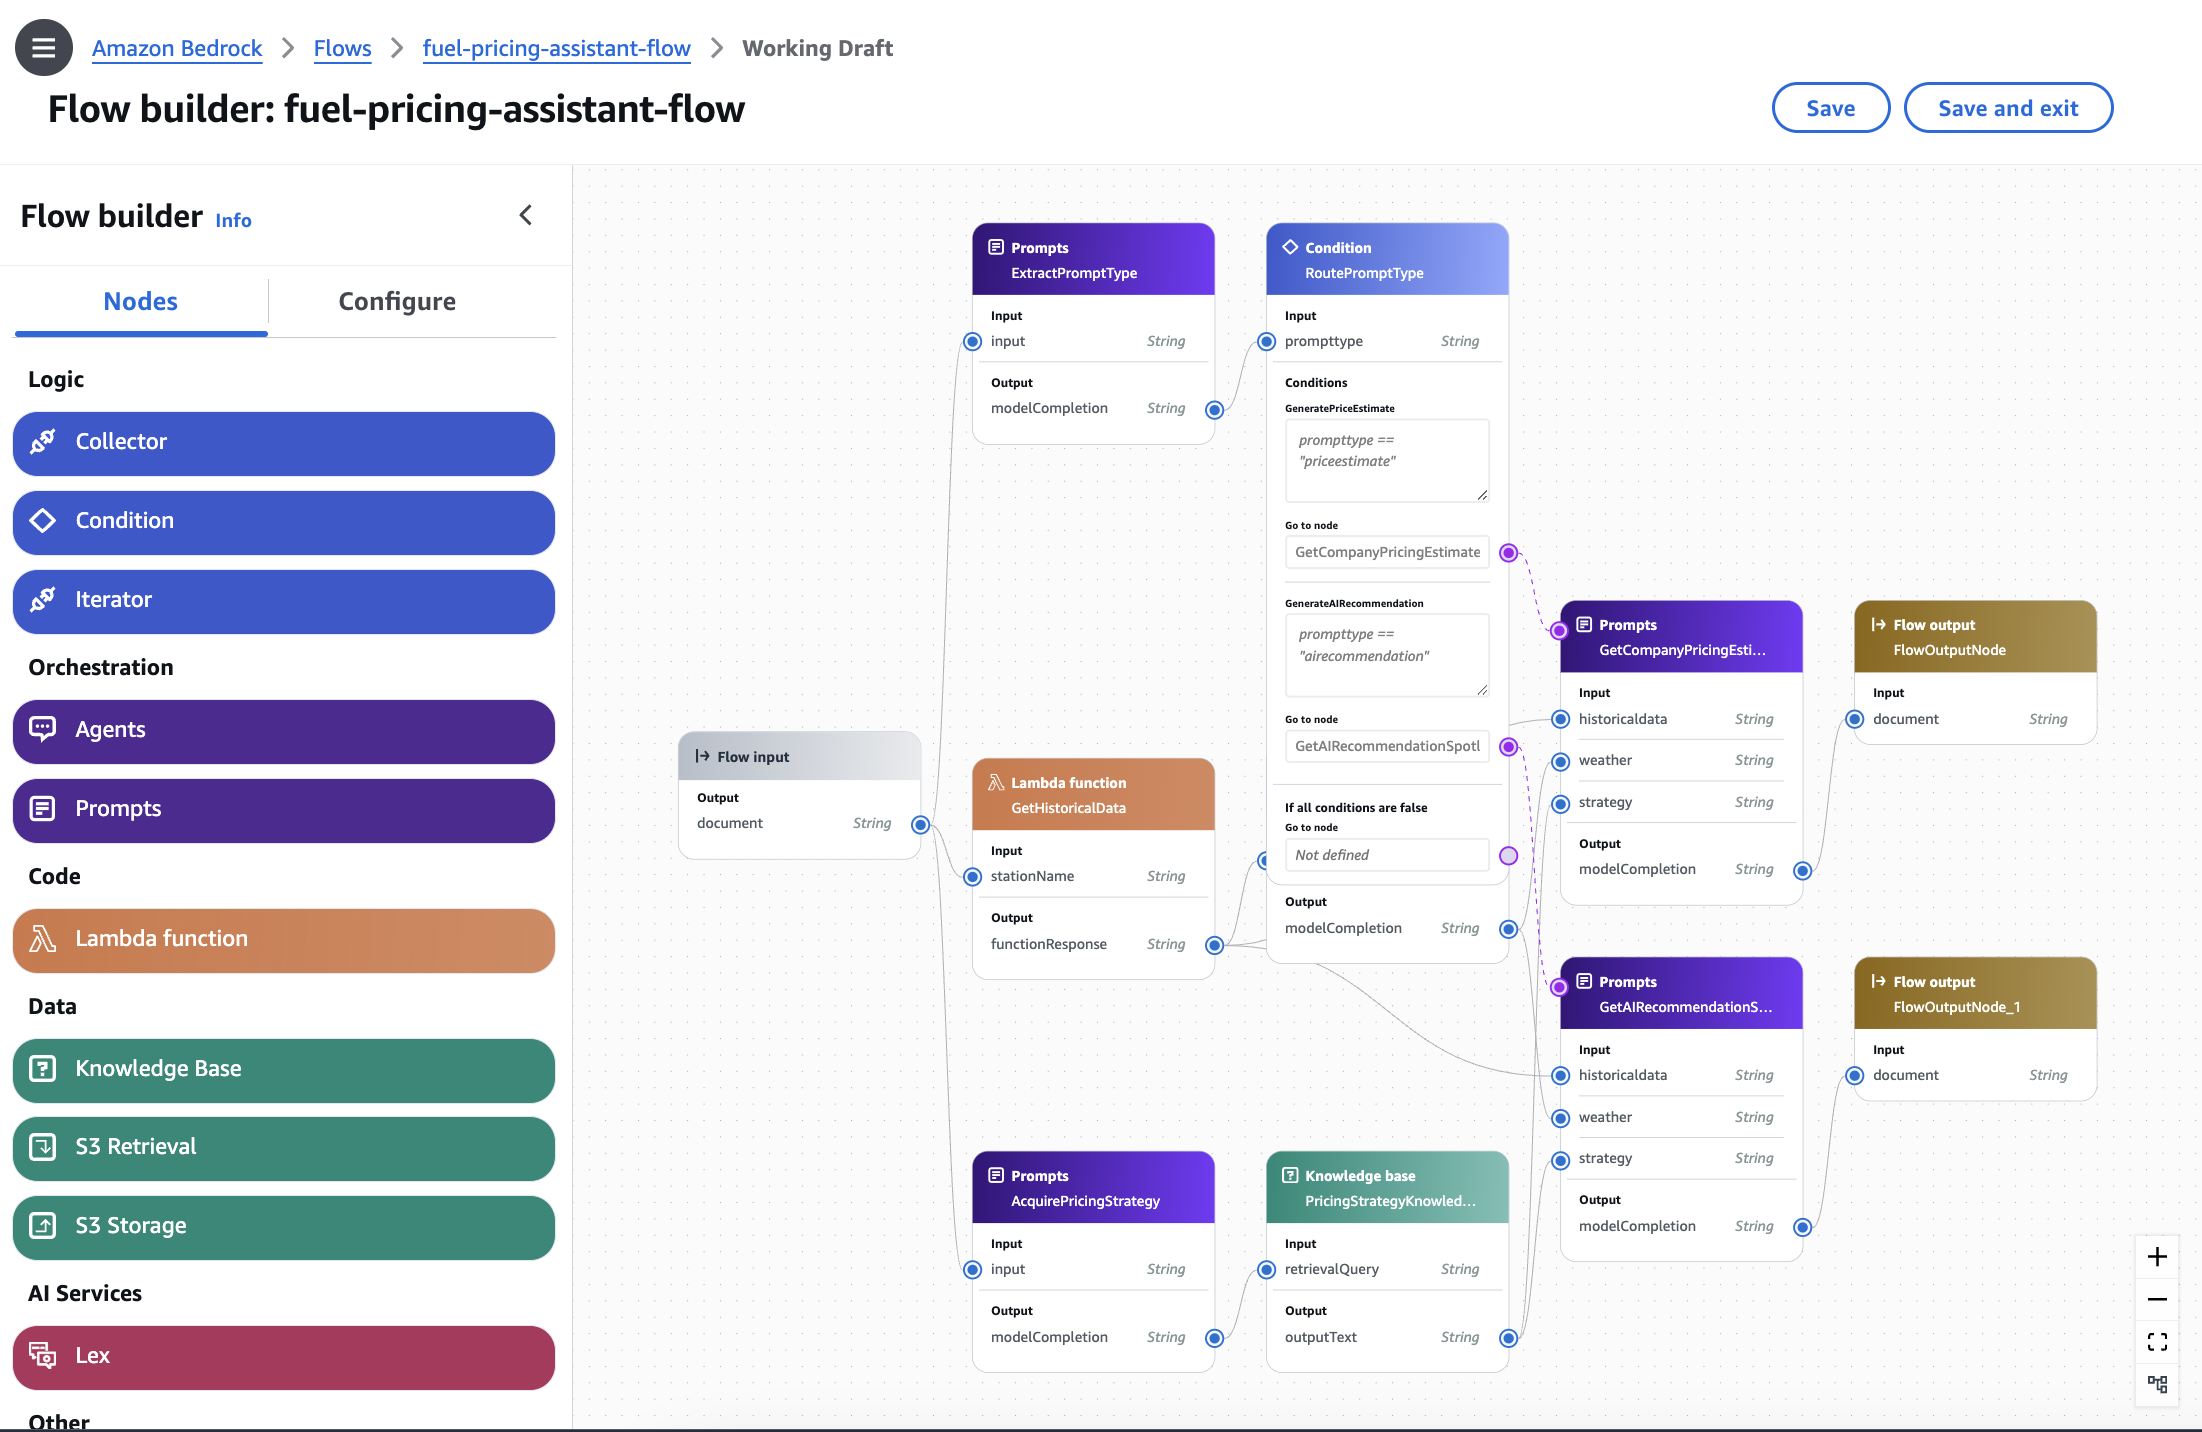 Amazon Bedrock > Flows > fuel-pricing-assistant-flow > Working Draft
Flow builder: fuel-pricing-assistant-flow
Save
Save and exit
Flow builder Info
Nodes
Configure
Logic
Collector
Condition
Iterator
Orchestration
Agents
Prompts
Code
Lambda function
Data
Knowledge Base
S3 Retrieval
S3 Storage
AI Services
Lex
Other
Flow input
Output
document String
Prompts
ExtractPromptType
Input
input String
Output
modelCompletion String
Lambda function
GetHistoricalData
Input
stationName String
Output
functionResponse String
Prompts
AcquirePricingStrategy
Input
input String
Output
modelCompletion String
Condition
RoutePromptType
Input
prompttype String
Conditions
GeneratePriceEstimate
prompttype ==
"priceestimate"
Go to node
GetCompanyPricingEstimate
GenerateAIRecommendation
prompttype ==
"airecommendation"
Go to node
GetAIRecommendationSpotl
If all conditions are false
Go to node
Not defined
Output
modelCompletion String
Knowledge base
PricingStrategyKnowled...
Input
retrievalQuery String
Output
outputText String
Prompts
GetCompanyPricingEsti...
Input
historicaldata String
weather String
strategy String
Output
modelCompletion String
Prompts
GetAIRecommendationS...
Input
historicaldata String
weather String
strategy String
Output
modelCompletion String
Flow output
FlowOutputNode
Input
document String
Flow output
FlowOutputNode_1
Input
document String